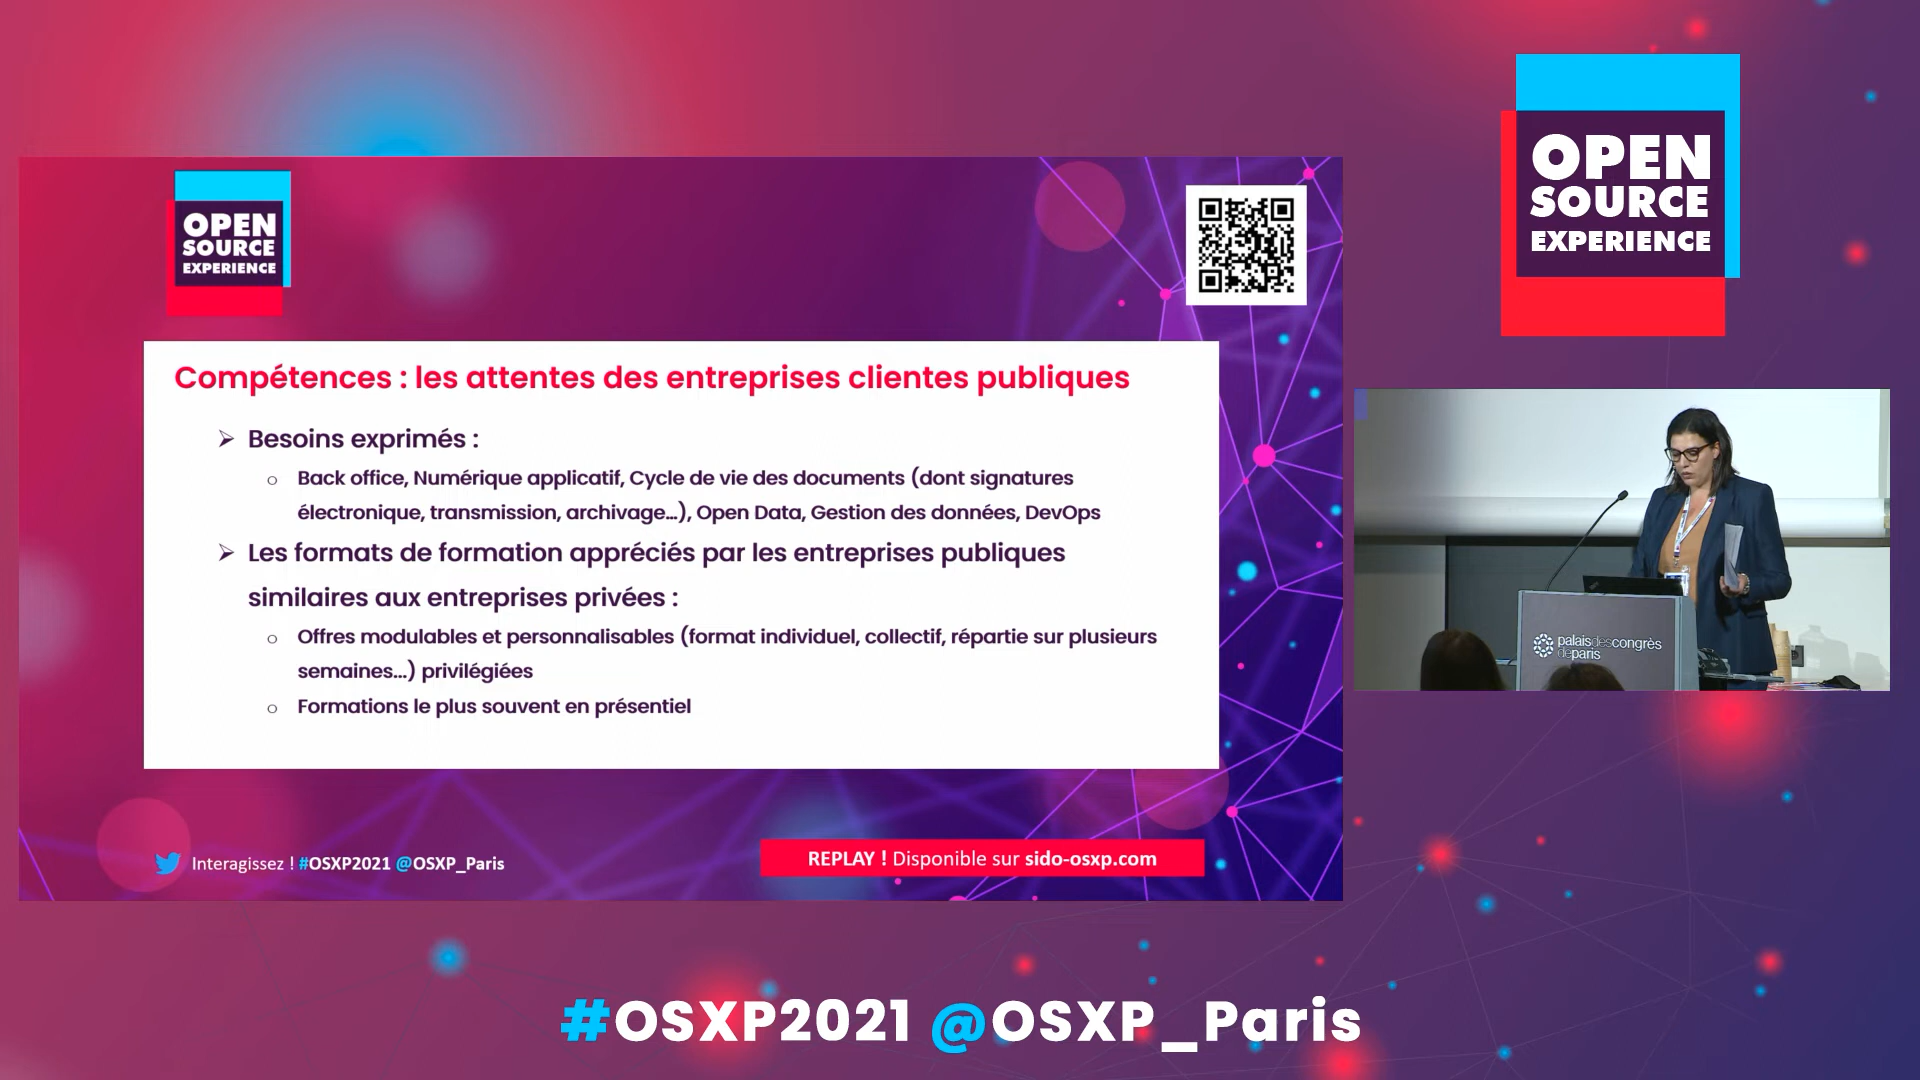 OPEN
SOURCE
EXPERIENCE
OPEN
SOURCE
EXPERIENCE
Compétences : les attentes des entreprises clientes publiques
Besoins exprimés :
Back office, Numérique applicatif, Cycle de vie des documents (dont signatures
électronique, transmission, archivage...), Open Data, Gestion des données, DevOps
Les formats de formation appréciés par les entreprises publiques
similaires aux entreprises privées :
Offres modulables et personnalisables (format individuel, collectif, répartie sur plusieurs
semaines...) privilégiées
Formations le plus souvent en présentiel
palaisdescongrès
deparis
Interagissez ! #OSXP2021 @OSXP_Paris
REPLAY ! Disponible sur sido-osxp.com
#OSXP2021 @OSXP_Paris